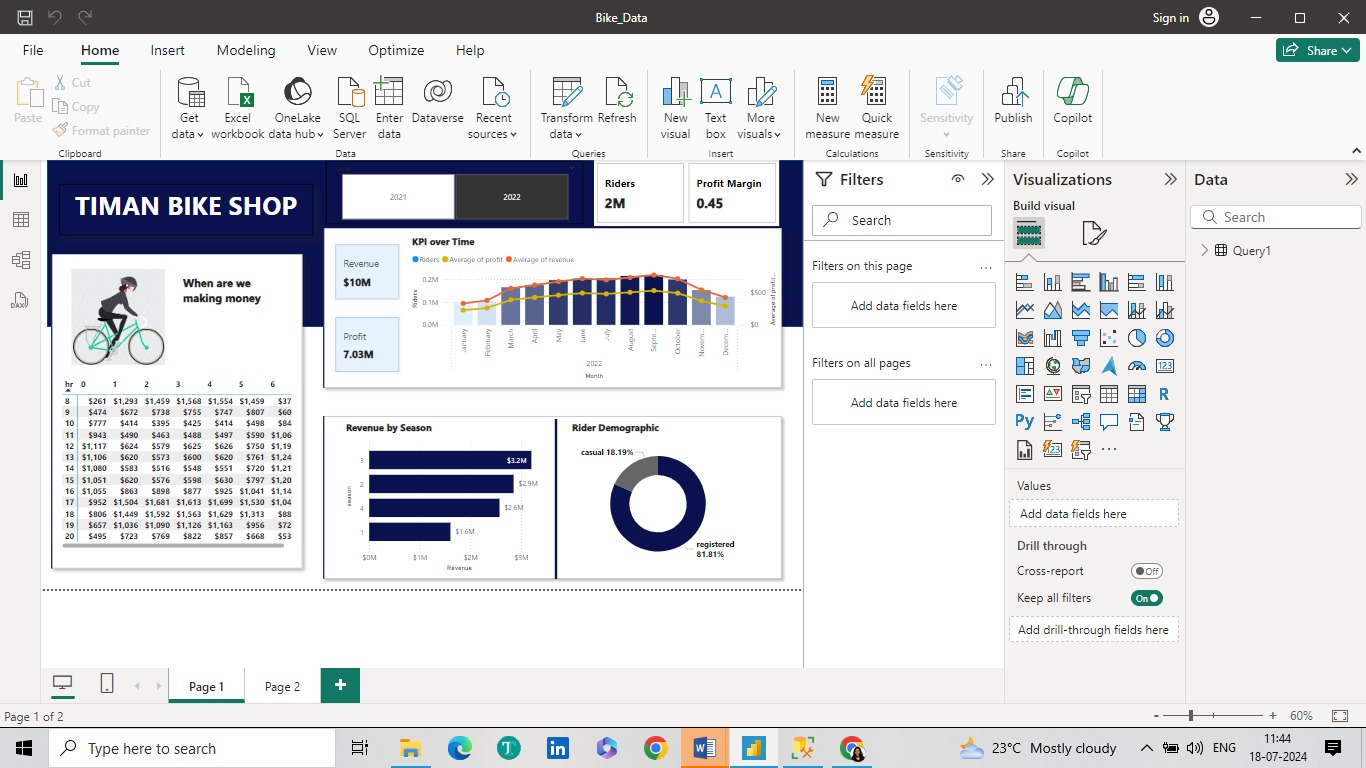 Bike_Data
Sign in
File Home Insert Modeling View Optimize Help
Share
Paste
Cut
Copy
Format painter
Get data
Excel workbook
OneLake data hub
SQL Server
Enter data
Dataverse
Recent sources
Transform data
Refresh
New visual
Text box
More visuals
New measure
Quick measure
Sensitivity
Publish
Copilot
Clipboard Data Queries Insert Calculations Sensitivity Share Copilot
TIMAN BIKE SHOP
2021 2022
Riders
2M
Profit Margin
0.45
When are we
making money
hr 0 1 2 3 4 5 6
8 $261 $1,293 $1,459 $1,568 $1,554 $1,459 $37
9 $474 $672 $738 $755 $747 $807 $60
10 $777 $414 $395 $425 $414 $498 $84
11 $943 $490 $463 $488 $497 $590 $1,06
12 $1,117 $624 $579 $625 $626 $750 $1,19
13 $1,106 $620 $573 $600 $620 $761 $1,24
14 $1,080 $583 $516 $548 $551 $720 $1,21
15 $1,051 $620 $576 $598 $630 $797 $1,20
16 $1,055 $863 $898 $877 $925 $1,041 $1,14
17 $952 $1,504 $1,681 $1,613 $1,699 $1,530 $1,04
18 $806 $1,449 $1,592 $1,563 $1,629 $1,313 $88
19 $657 $1,036 $1,090 $1,126 $1,163 $956 $72
20 $495 $723 $769 $822 $857 $668 $53
Revenue
$10M
Profit
7.03M
KPI over Time
Riders Average of profit Average of revenue
0.2M
0.1M
0.0M
Riders
$500
$0
Average of profit...
January February March April May June July August Septe... October Novem... Decem...
2022
Month
Revenue by Season
season
3 $3.2M
2 $2.9M
4 $2.6M
1 $1.6M
$0M $1M $2M $3M
Revenue
Rider Demographic
casual 18.19%
registered
81.81%
Filters
Search
Filters on this page
...
Add data fields here
Filters on all pages
...
Add data fields here
Visualizations
Build visual
R
Py
123
...
Values
Add data fields here
Drill through
Cross-report Off
Keep all filters On
Add drill-through fields here
Data
Search
Query1
Page 1 Page 2 +
Page 1 of 2
- + 60%
Type here to search
23°C Mostly cloudy
ENG
11:44
18-07-2024